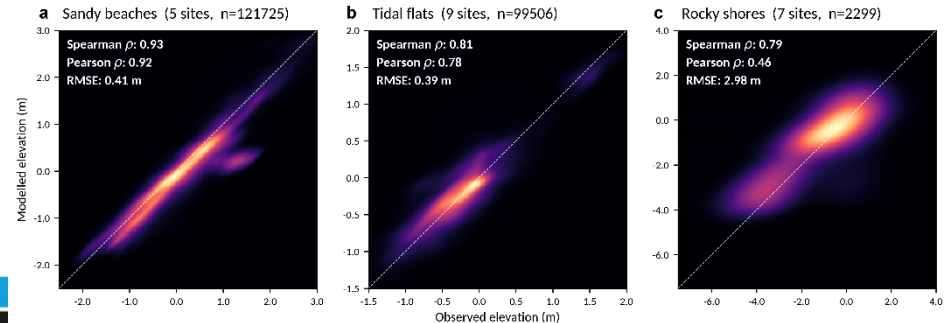 a Sandy beaches (5 sites, n=121725)
Spearman ρ: 0.93
Pearson ρ: 0.92
RMSE: 0.41 m
3.0
2.0
1.0
0.0
-1.0
-2.0
-2.0 -1.0 0.0 1.0 2.0 3.0
Modelled elevation (m)
b Tidal flats (9 sites, n=99506)
Spearman ρ: 0.81
Pearson ρ: 0.78
RMSE: 0.39 m
2.0
1.5
1.0
0.5
0.0
-0.5
-1.0
-1.5
-1.5 -1.0 -0.5 0.0 0.5 1.0 1.5 2.0
Observed elevation (m)
c Rocky shores (7 sites, n=2299)
Spearman ρ: 0.79
Pearson ρ: 0.46
RMSE: 2.98 m
4.0
2.0
0.0
-2.0
-4.0
-6.0
-6.0 -4.0 -2.0 0.0 2.0 4.0